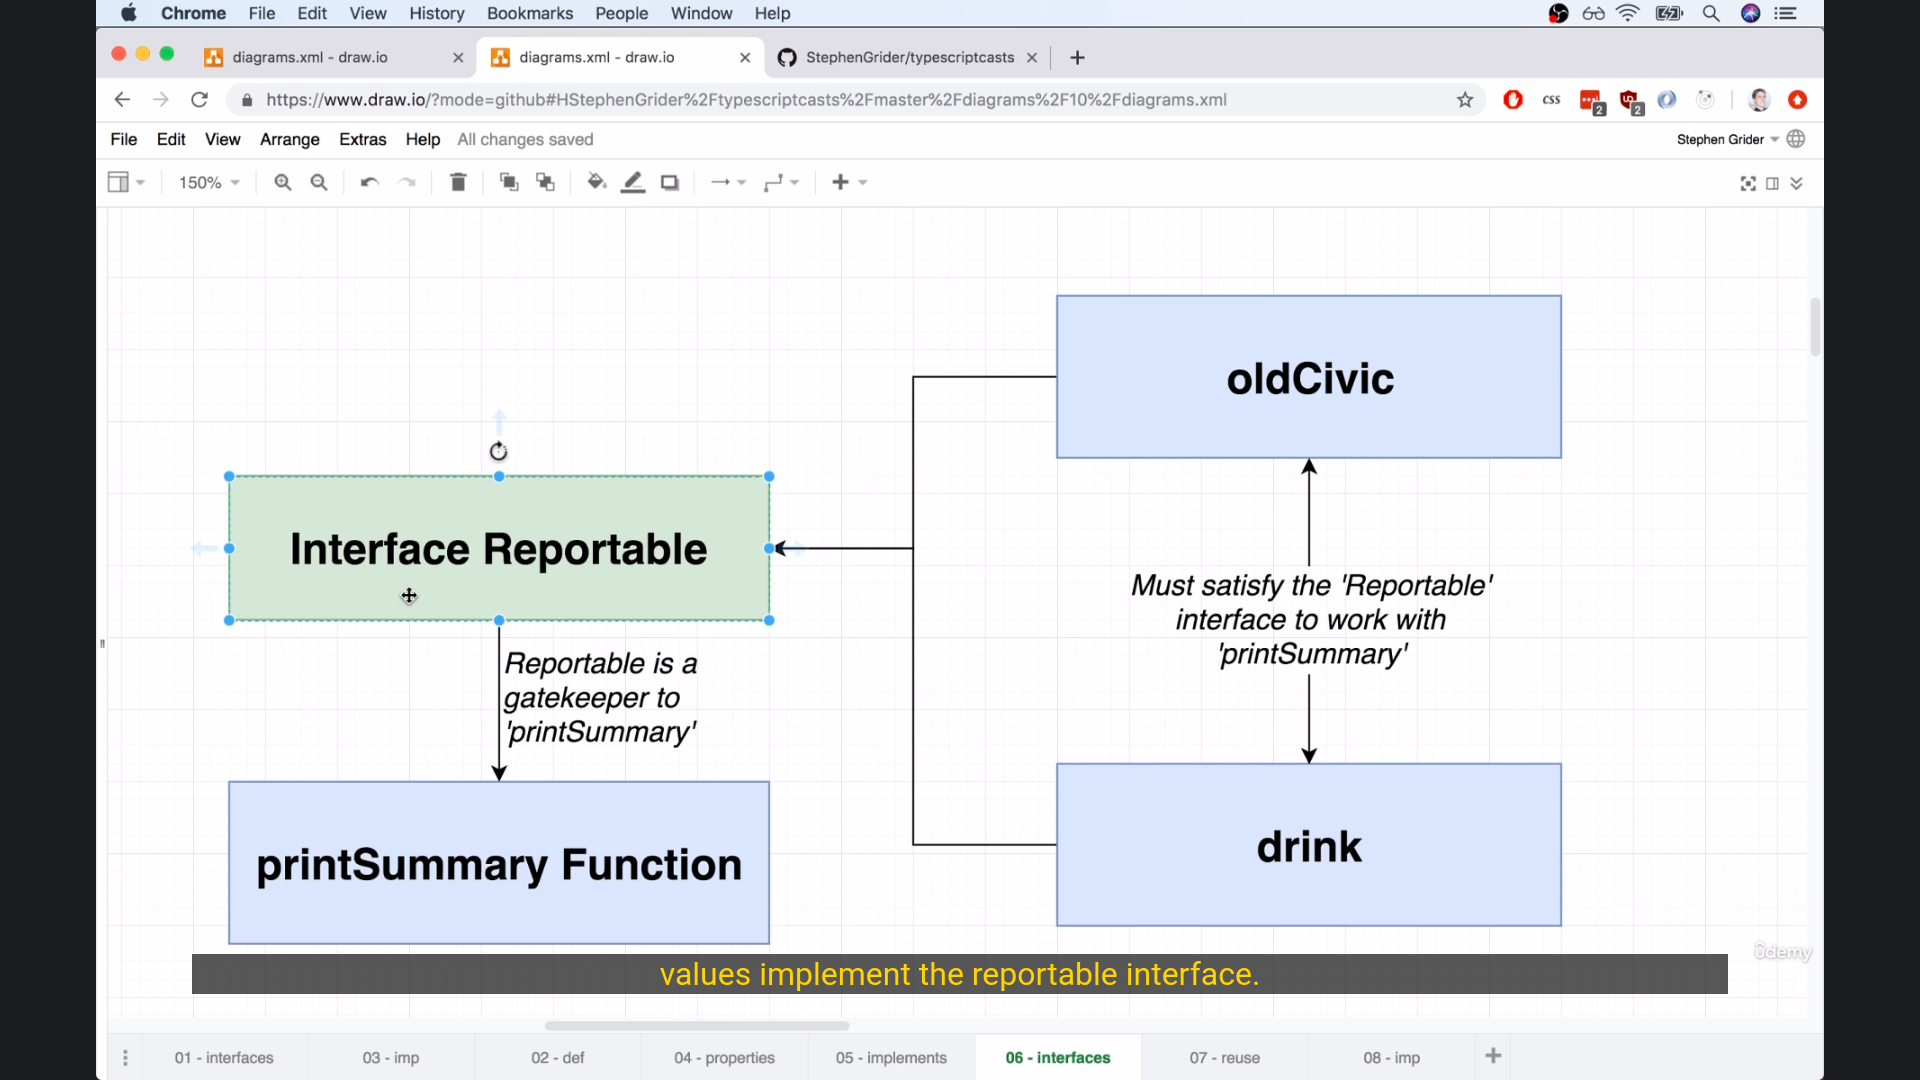 Chrome File Edit View History Bookmarks People Window Help
diagrams.xml - draw.io
diagrams.xml - draw.io
StephenGrider/typescriptcasts
https://www.draw.io/?mode=github#HStephenGrider%2Ftypescriptcasts%2Fmaster%2Fdiagrams%2F10%2Fdiagrams.xml
CSS
2
2
File Edit View Arrange Extras Help All changes saved
Stephen Grider
150%
oldCivic
Interface Reportable
Must satisfy the 'Reportable'
interface to work with
'printSummary'
Reportable is a
gatekeeper to
'printSummary'
printSummary Function
drink
ûdemy
values implement the reportable interface.
01 - interfaces
03 - imp
02 - def
04 - properties
05 - implements
06 - interfaces
07 - reuse
08 - imp